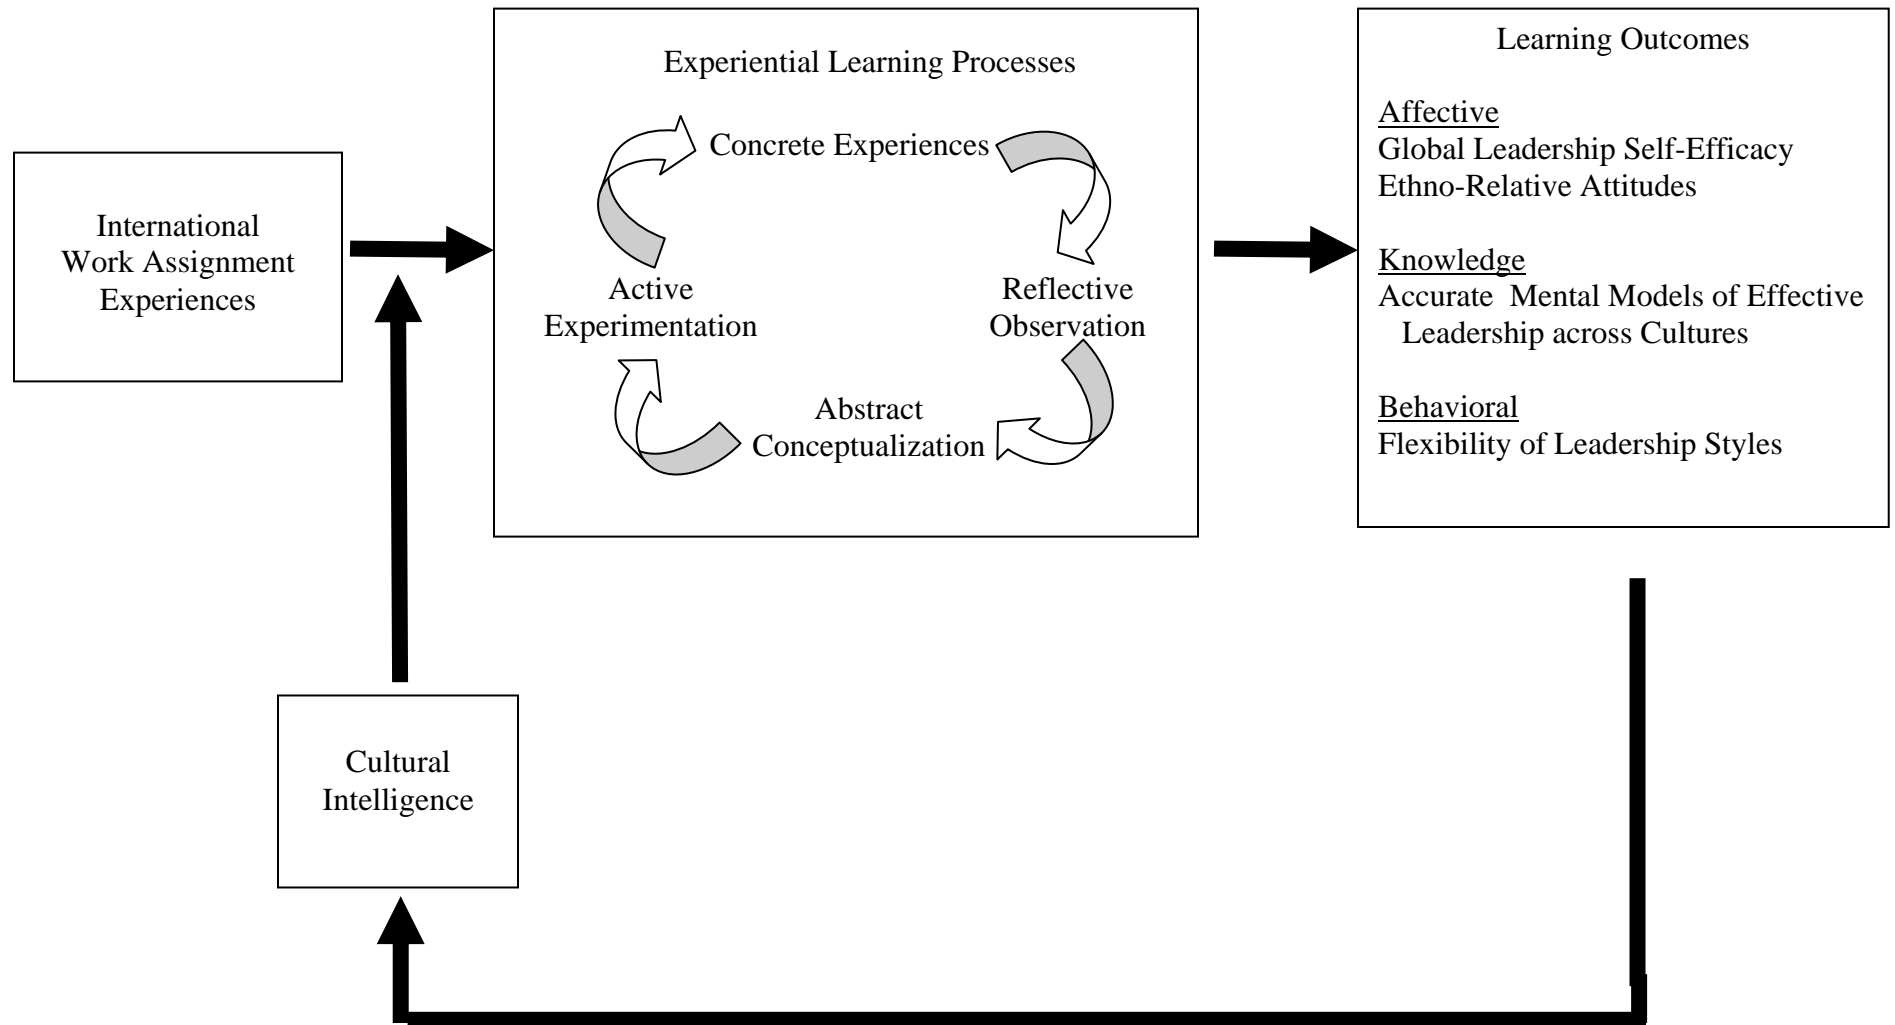 International
Work Assignment
Experiences
Experiential Learning Processes
Concrete Experiences
Reflective
Observation
Abstract
Conceptualization
Active
Experimentation
Learning Outcomes
Affective
Global Leadership Self-Efficacy
Ethno-Relative Attitudes
Knowledge
Accurate Mental Models of Effective
Leadership across Cultures
Behavioral
Flexibility of Leadership Styles
Cultural
Intelligence